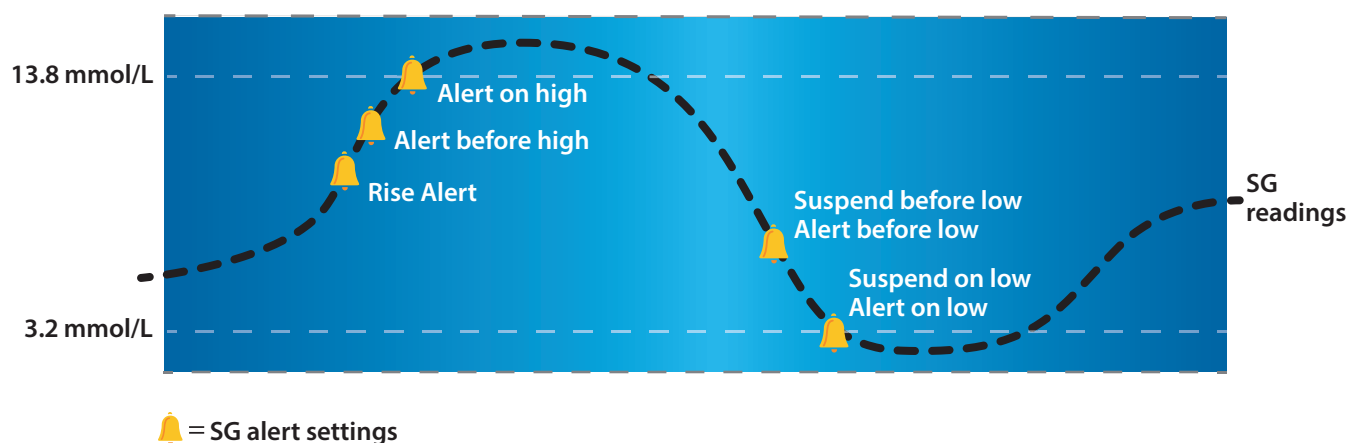 13.8 mmol/L
Alert on high
Alert before high
Rise Alert
Suspend before low
Alert before low
SG
readings
Suspend on low
Alert on low
3.2 mmol/L
= SG alert settings